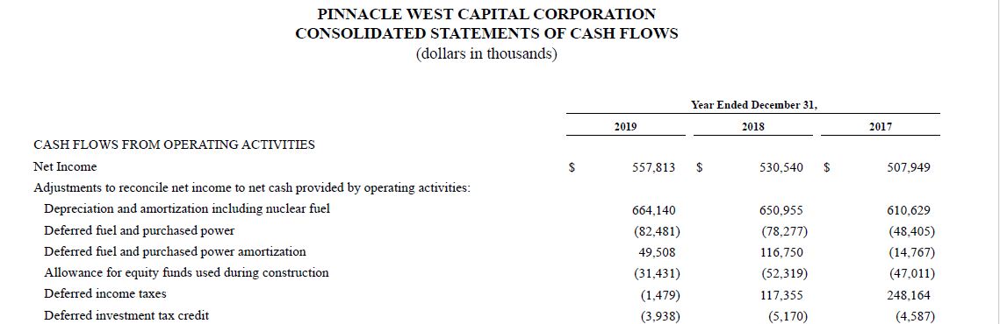 PINNACLE WEST CAPITAL CORPORATION
CONSOLIDATED STATEMENTS OF CASH FLOWS
(dollars in thousands)
Year Ended December 31,
2019 2018 2017
CASH FLOWS FROM OPERATING ACTIVITIES
Net Income $ 557,813 $ 530,540 $ 507,949
Adjustments to reconcile net income to net cash provided by operating activities:
Depreciation and amortization including nuclear fuel 664,140 650,955 610,629
Deferred fuel and purchased power (82,481) (78,277) (48,405)
Deferred fuel and purchased power amortization 49,508 116,750 (14,767)
Allowance for equity funds used during construction (31,431) (52,319) (47,011)
Deferred income taxes (1,479) 117,355 248,164
Deferred investment tax credit (3,938) (5,170) (4,587)